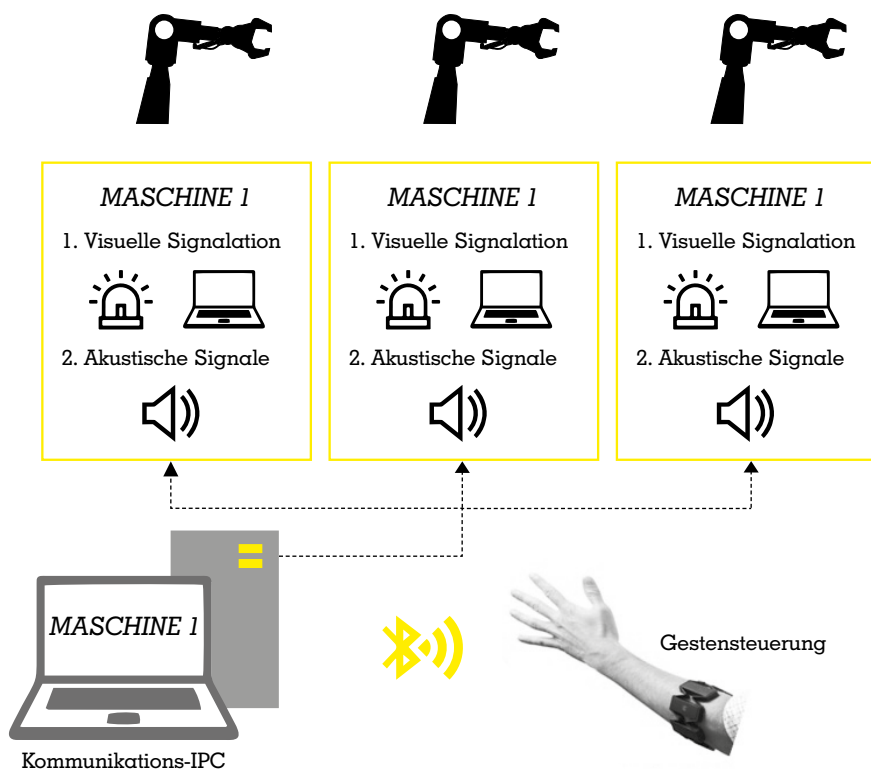 MASCHINE 1
1. Visuelle Signalation
2. Akustische Signale
MASCHINE 1
1. Visuelle Signalation
2. Akustische Signale
MASCHINE 1
1. Visuelle Signalation
2. Akustische Signale
MASCHINE 1
Kommunikations-IPC
Gestensteuerung